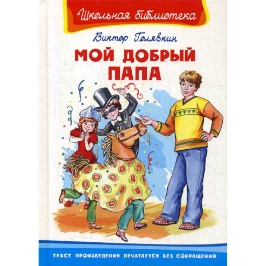 Школьная библиотека
Виктор Голявкин
МОЙ ДОБРЫЙ
ПАПА
ТЕКСТ ПРОИЗВЕДЕНИЯ ПЕЧАТАЕТСЯ БЕЗ СОКРАЩЕНИЙ